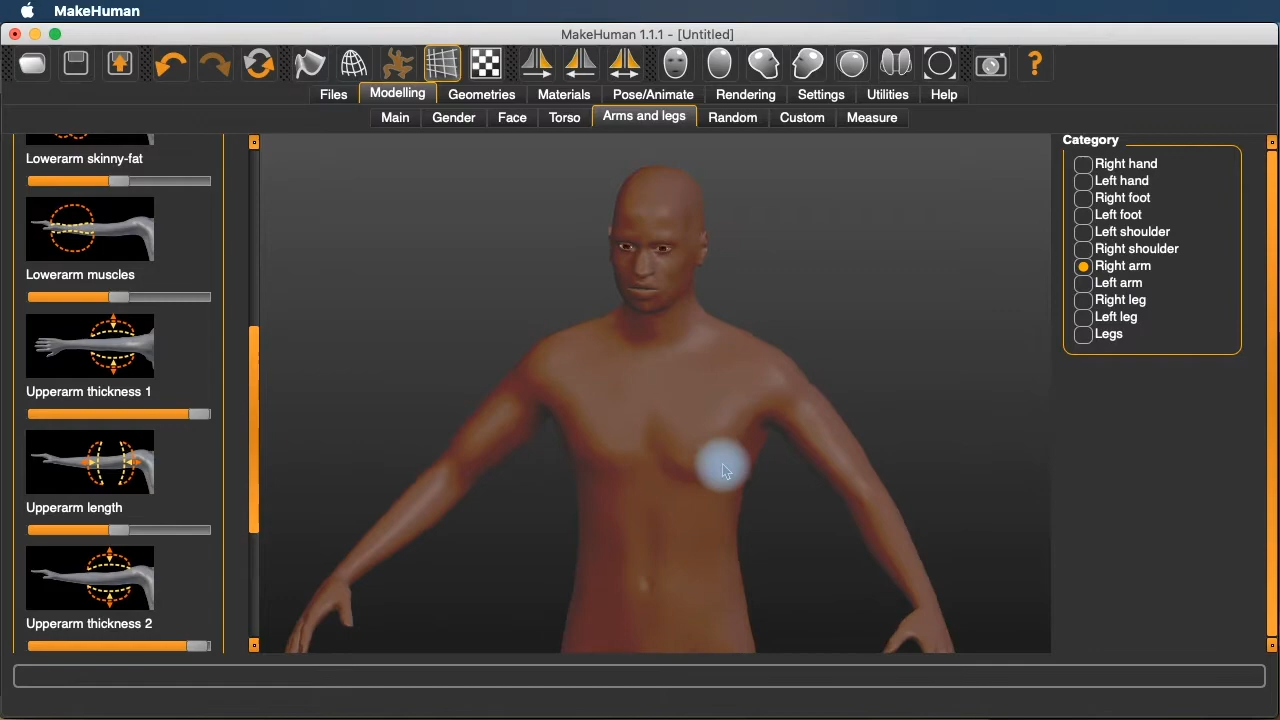 MakeHuman
MakeHuman 1.1.1 - [Untitled]
Files Modelling Geometries Materials Pose/Animate Rendering Settings Utilities Help
Main Gender Face Torso Arms and legs Random Custom Measure
Lowerarm skinny-fat
Lowerarm muscles
Upperarm thickness 1
Upperarm length
Upperarm thickness 2
Category
Right hand
Left hand
Right foot
Left foot
Left shoulder
Right shoulder
Right arm
Left arm
Right leg
Left leg
Legs